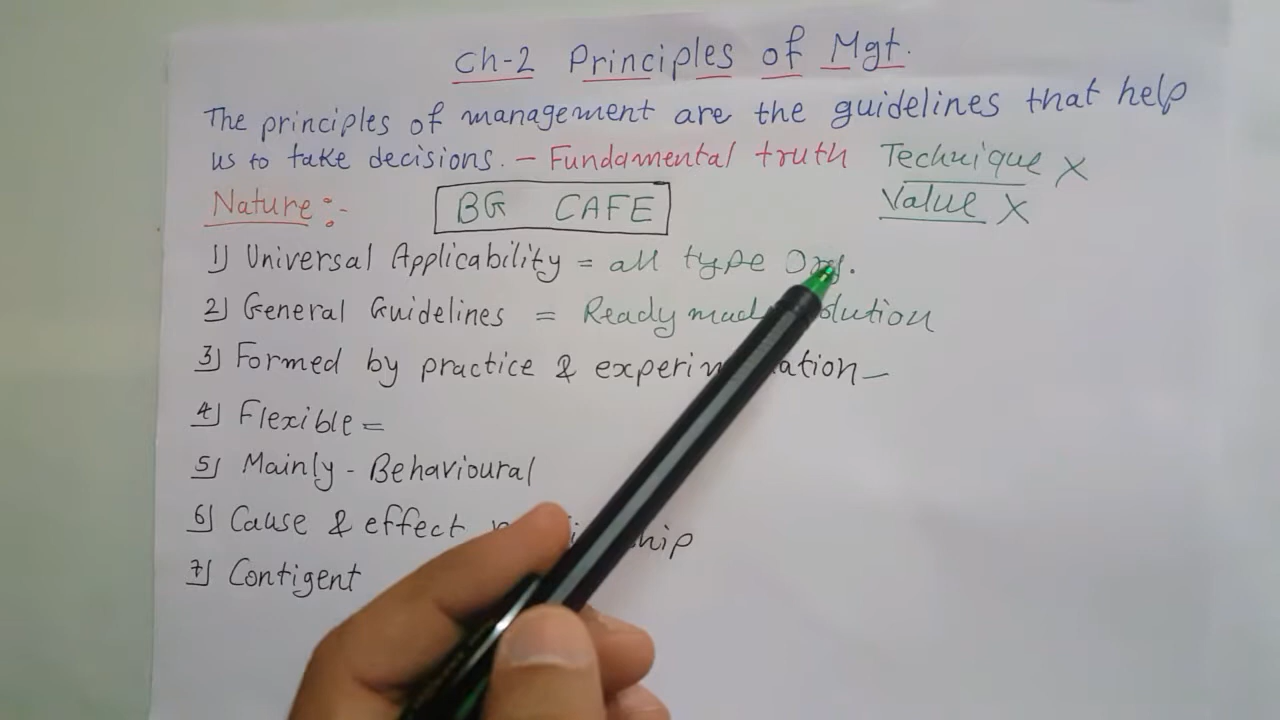 Ch-2 Principles of Mgt.
The principles of management are the guidelines that help
us to take decisions. - Fundamental truth Technique X
Nature:- BG CAFE Value X
1) Universal Applicability = all type Org.
2) General Guidelines = Ready made
3) Formed by practice & -
4) Flexible =
5) Mainly - Behavioural
6) Cause & effect
7) Contigent